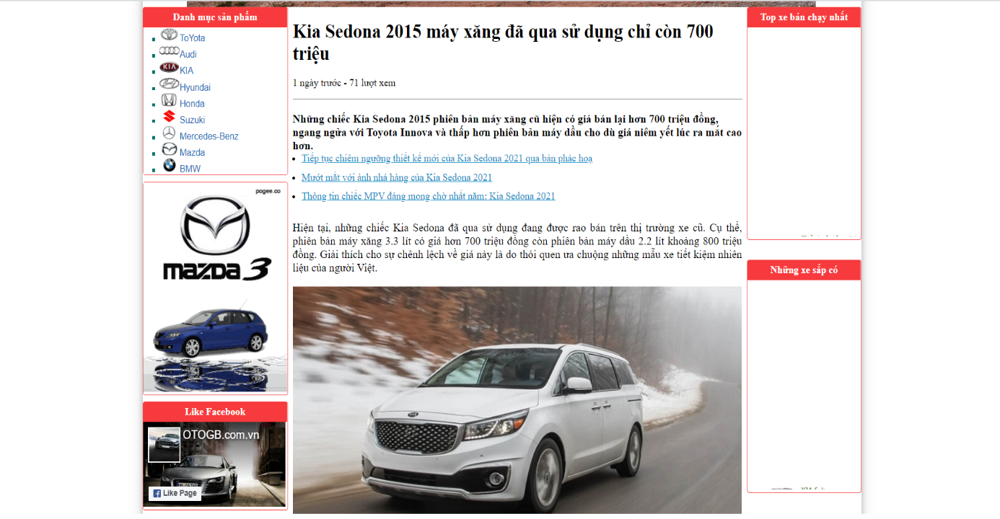 Danh mục sản phẩm
ToYota
Audi
KIA
KIA
Hyundai
Honda
Suzuki
Mercedes-Benz
Mazda
BMW
pogee.co
mazda 3
Like Facebook
OTOGB.com.vn
Like Page
Kia Sedona 2015 máy xăng đã qua sử dụng chỉ còn 700
triệu
1 ngày trước - 71 lượt xem
Những chiếc Kia Sedona 2015 phiên bản máy xăng cũ hiện có giá bán lại hơn 700 triệu đồng,
ngang ngửa với Toyota Innova và thấp hơn phiên bản máy dầu cho dù giá niêm yết lúc ra mắt cao
hơn.
Tiếp tục chiêm ngưỡng thiết kế mới của Kia Sedona 2021 qua bản phác hoạ
Mướt mắt với ảnh nhá hàng của Kia Sedona 2021
Thông tin chiếc MPV đáng mong chờ nhất năm: Kia Sedona 2021
Hiện tại, những chiếc Kia Sedona đã qua sử dụng đang được rao bán trên thị trường xe cũ. Cụ thể,
phiên bản máy xăng 3.3 lít có giá hơn 700 triệu đồng còn phiên bản máy dầu 2.2 lít khoảng 800 triệu
đồng. Giải thích cho sự chênh lệch về giá này là do thói quen ưa chuộng những mẫu xe tiết kiệm nhiên
liệu của người Việt.
Top xe bán chạy nhất
Những xe sắp có